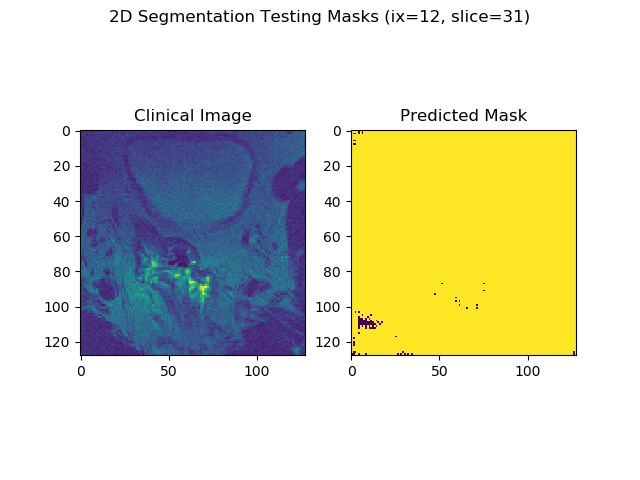 2D Segmentation Testing Masks (ix=12, slice=31)
Clinical Image Predicted Mask
0 0
20 20
40 40
60 60
80 80
100 100
120 120
0 50 100 0 50 100